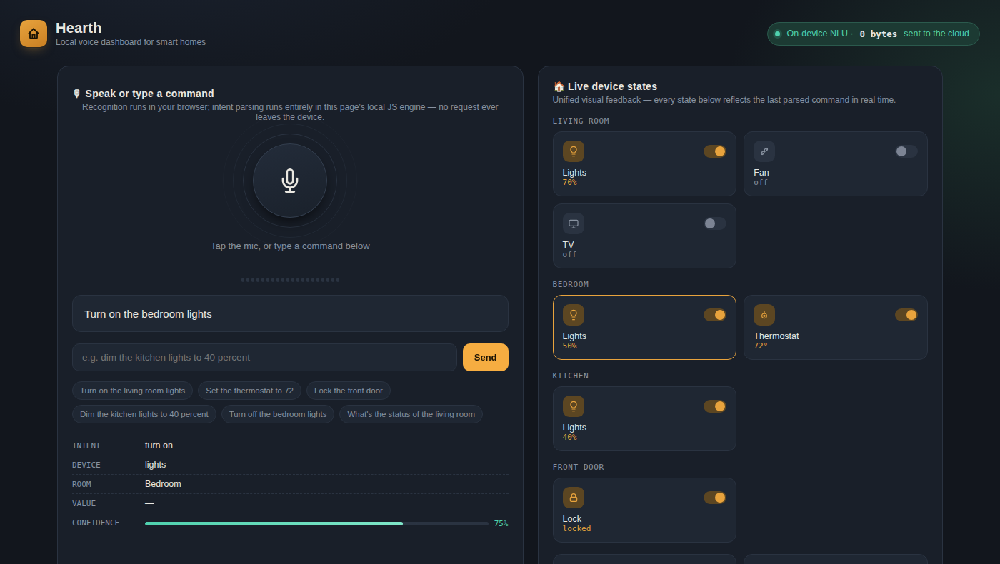 Hearth
Local voice dashboard for smart homes
On-device NLU · 0 bytes sent to the cloud
Speak or type a command
Recognition runs in your browser; intent parsing runs entirely in this page's local JS engine — no request ever
leaves the device.
Tap the mic, or type a command below
Turn on the bedroom lights
e.g. dim the kitchen lights to 40 percent
Send
Turn on the living room lights
Set the thermostat to 72
Lock the front door
Dim the kitchen lights to 40 percent
Turn off the bedroom lights
What's the status of the living room
INTENT turn on
DEVICE lights
ROOM Bedroom
VALUE —
CONFIDENCE 75%
Live device states
Unified visual feedback — every state below reflects the last parsed command in real time.
LIVING ROOM
Lights
70%
Fan
off
TV
off
BEDROOM
Lights
50%
Thermostat
72°
KITCHEN
Lights
40%
FRONT DOOR
Lock
locked